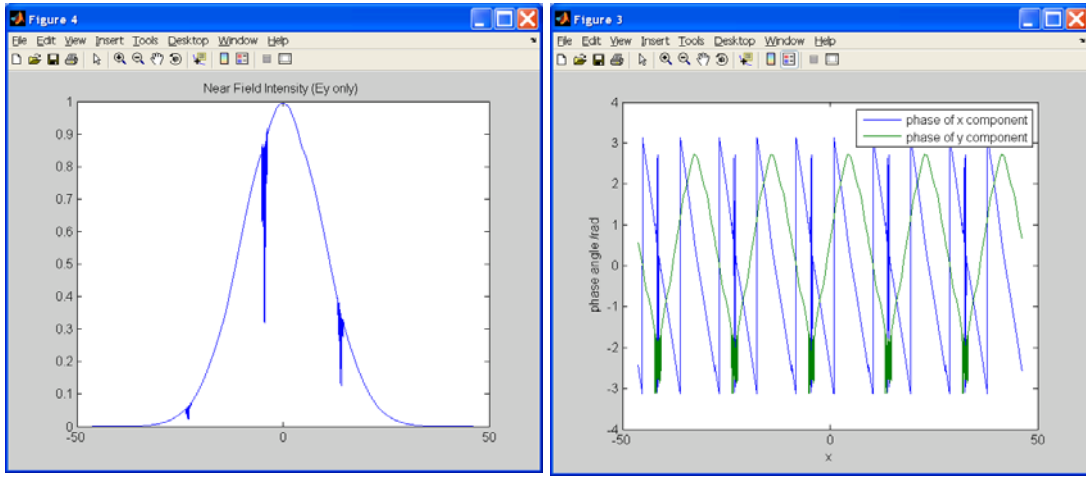 Figure 4
File Edit View Insert Tools Desktop Window Help
Near Field Intensity (Ey only)
1
0.9
0.8
0.7
0.6
0.5
0.4
0.3
0.2
0.1
0
-50 0 50
Figure 3
File Edit View Insert Tools Desktop Window Help
4
3
2
1
0
-1
-2
-3
-4
phase angle /rad
phase of x component
phase of y component
-50 0 50
x